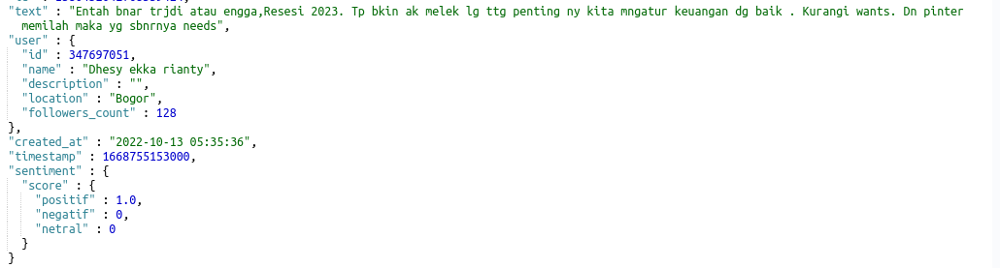 "text" : "Entah bnar trjdi atau engga,Resesi 2023. Tp bkin ak melek lg ttg penting ny kita mngatur keuangan dg baik . Kurangi wants. Dn pinter
memilah maka yg sbnrnya needs",
"user" : {
"id" : 347697051,
"name" : "Dhesy ekka rianty",
"description" : "",
"location" : "Bogor",
"followers_count" : 128
},
"created_at" : "2022-10-13 05:35:36",
"timestamp" : 1668755153000,
"sentiment" : {
"score" : {
"positif" : 1.0,
"negatif" : 0,
"netral" : 0
}
}